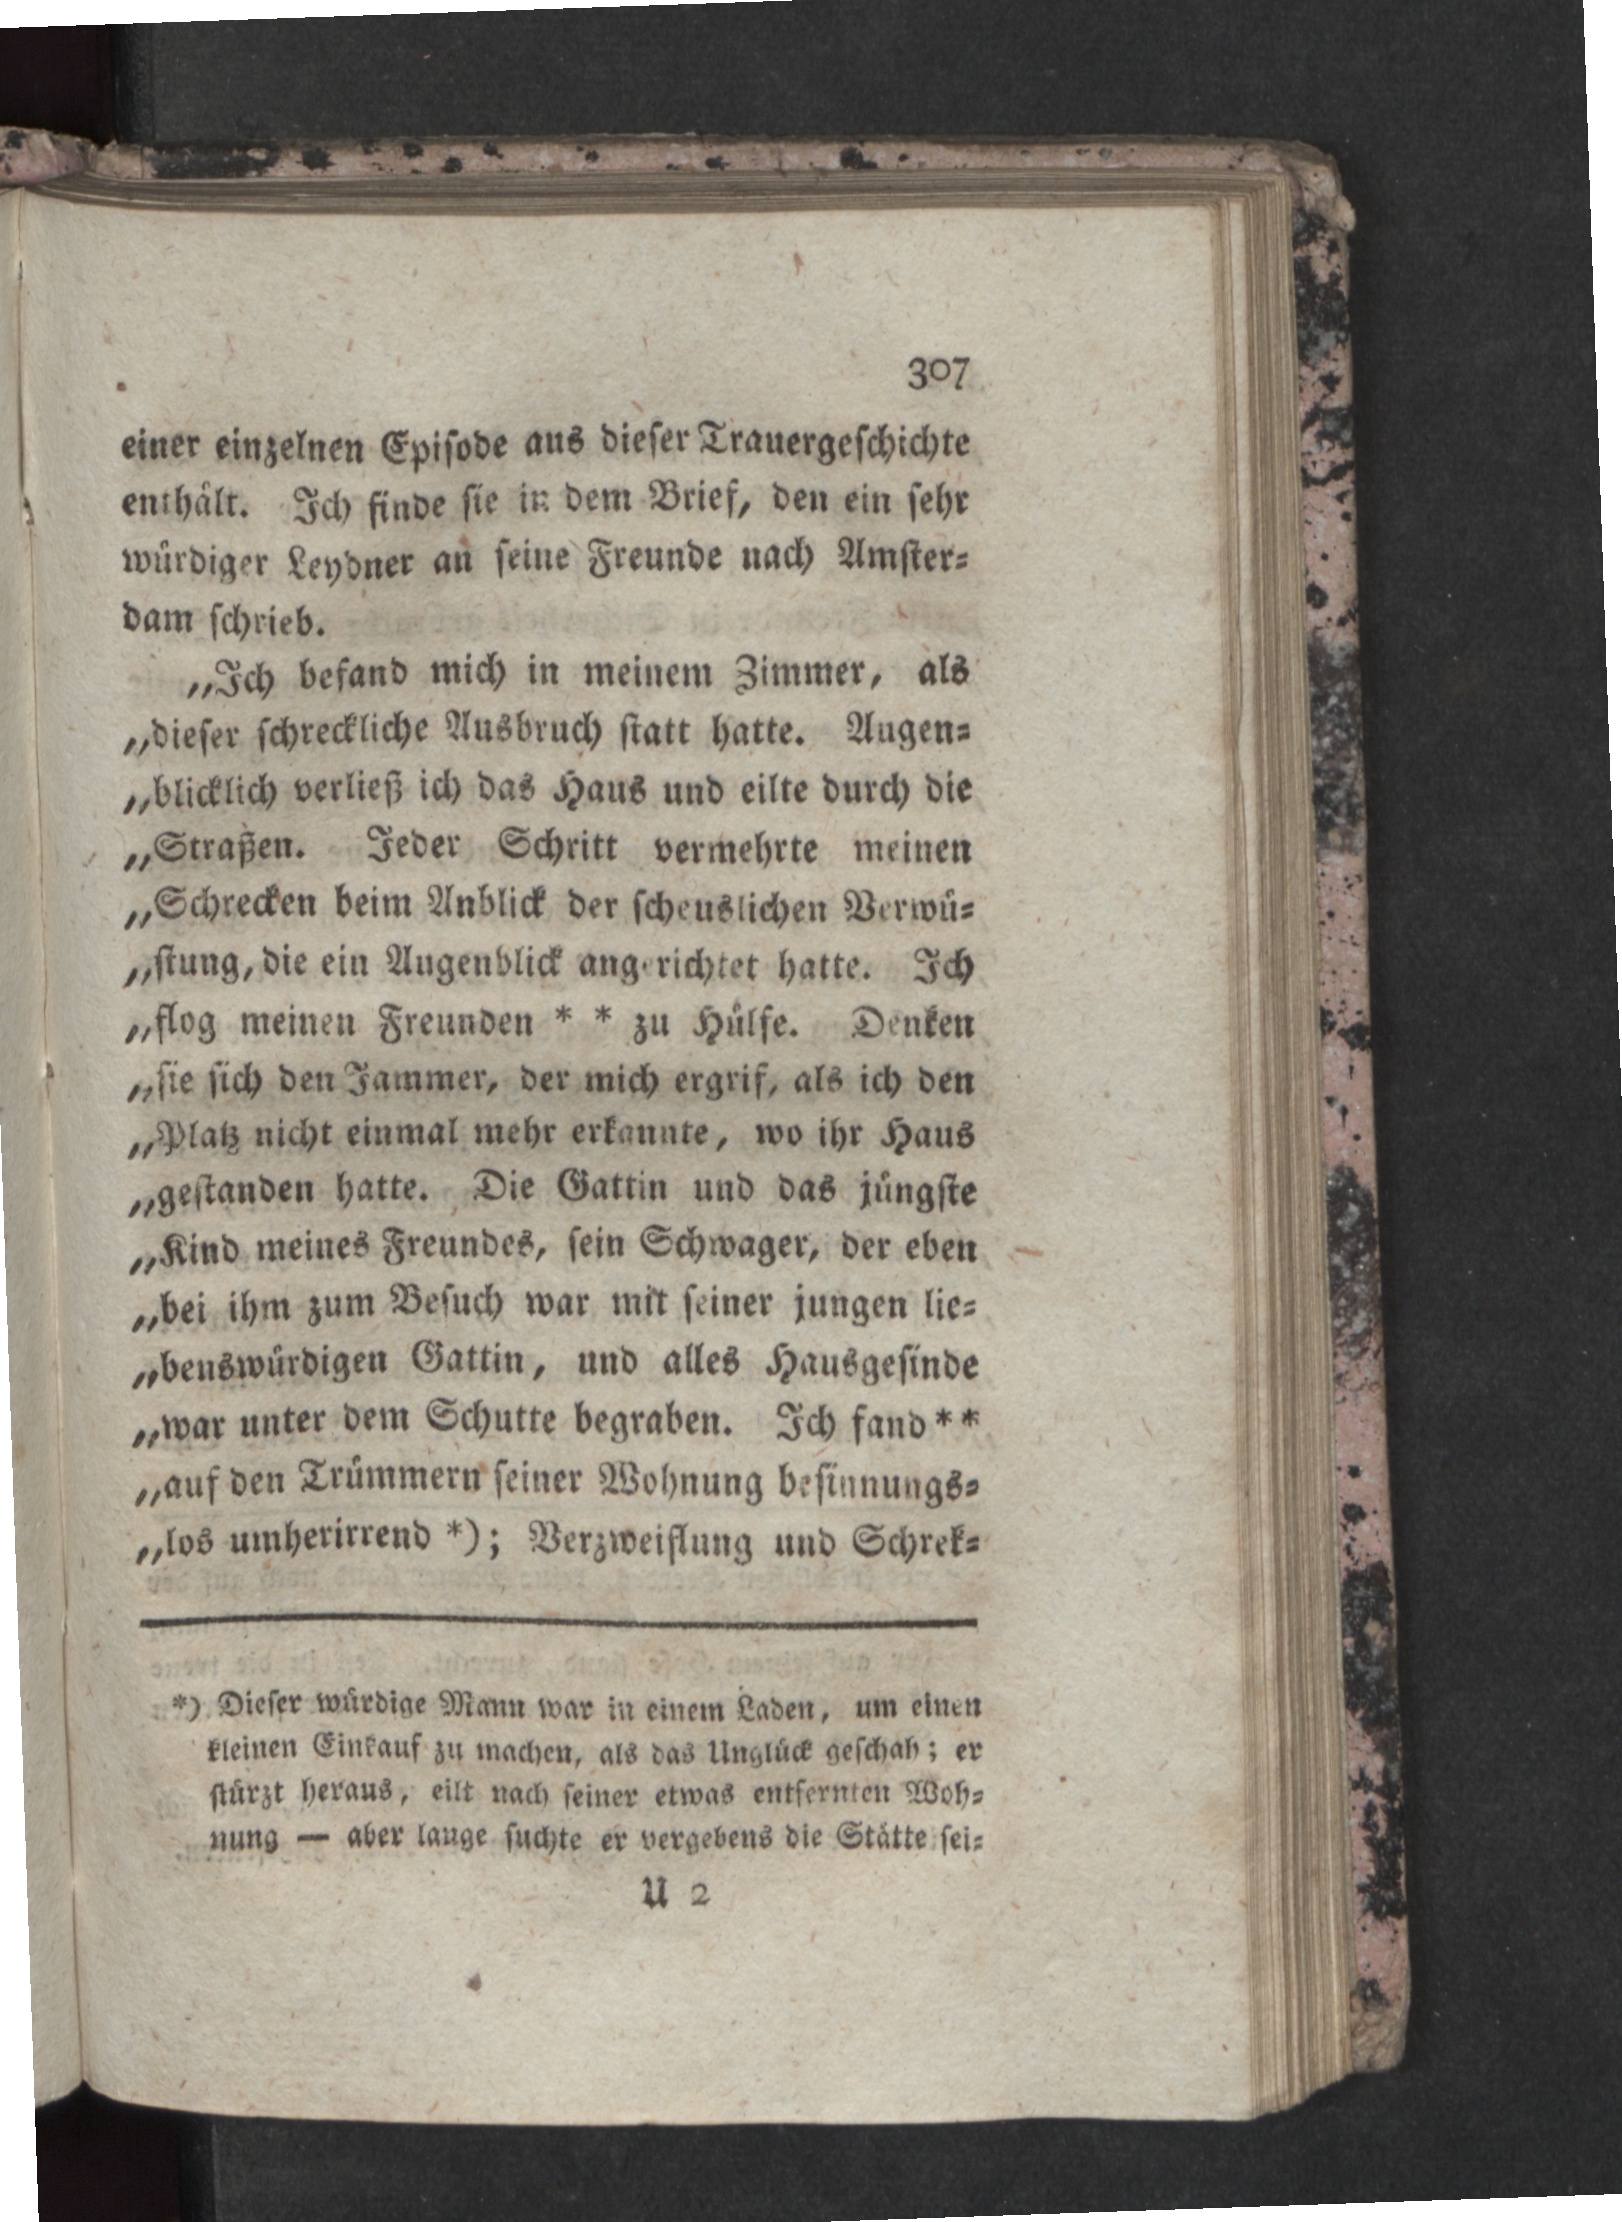 307
einer einzelnen Episode aus dieser Trauergeschichte
enthält. Ich finde sie in dem Brief, den ein sehr
würdiger Leydner an seine Freunde nach Amster-
dam schrieb.
„Ich befand mich in meinem Zimmer, als
„dieser schreckliche Ausbruch statt hatte. Augen-
„blicklich verließ ich das Haus und eilte durch die
„Straßen. Jeder Schritt vermehrte meinen
„Schrecken beim Anblick der scheuslichen Verwü-
„stung, die ein Augenblick angerichtet hatte. Ich
„flog meinen Freunden * * zu Hülfe. Denken
„sie sich den Jammer, der mich ergrif, als ich den
„Platz nicht einmal mehr erkannte, wo ihr Haus
„gestanden hatte. Die Gattin und das jüngste
„Kind meines Freundes, sein Schwager, der eben
„bei ihm zum Besuch war mit seiner jungen lie-
„benswürdigen Gattin, und alles Hausgesinde
„war unter dem Schutte begraben. Ich fand * *
„auf den Trümmern seiner Wohnung besinnungs-
„los umherirrend *); Verzweiflung und Schrek-
*) Dieser würdige Mann war in einem Laden, um einen
kleinen Einkauf zu machen, als das Unglück geschah; er
stürzt heraus, eilt nach seiner etwas entfernten Woh-
nung — aber lange suchte er vergebens die Stätte sei-
U 2